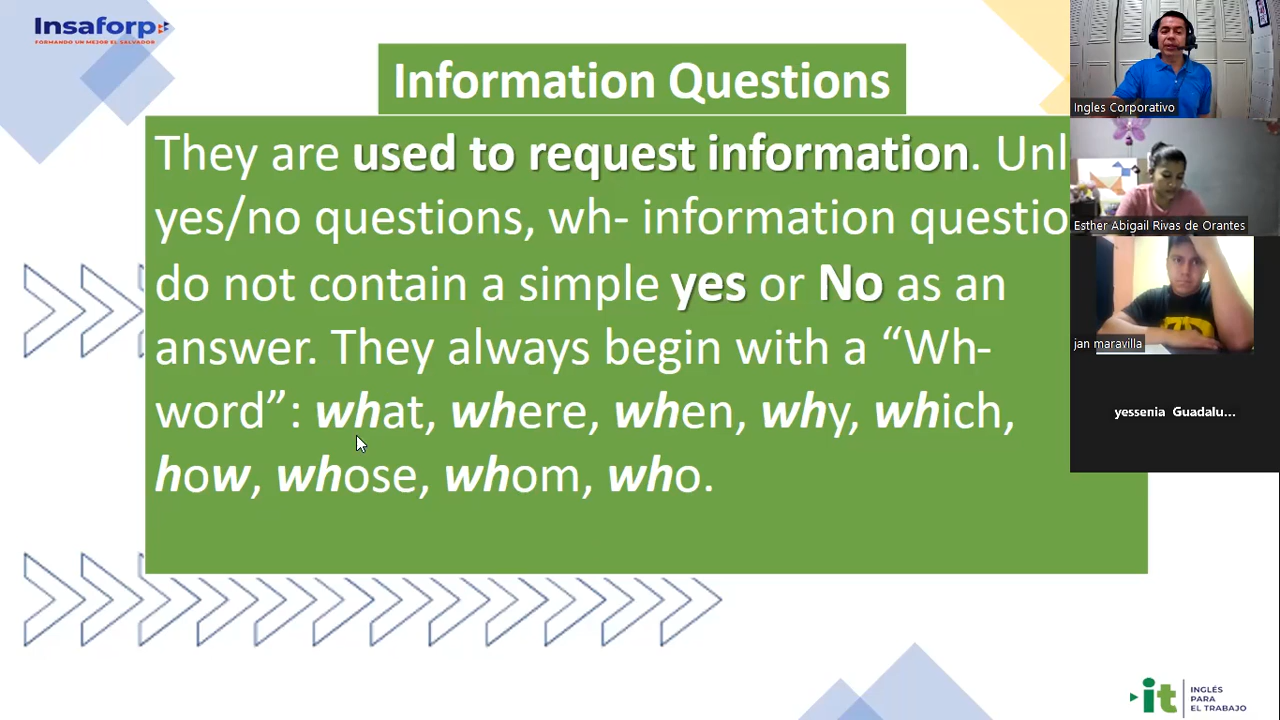 Insaforp
FORMANDO UN MEJOR EL SALVADOR
Information Questions
They are used to request information. Unl
yes/no questions, wh- information questio
do not contain a simple yes or No as an
answer. They always begin with a “Wh-
word”: what, where, when, why, which,
how, whose, whom, who.
Ingles Corporativo
Esther Abigail Rivas de Orantes
jan maravilla
yessenia Guadalu...
it
INGLÉS
PARA
EL TRABAJO